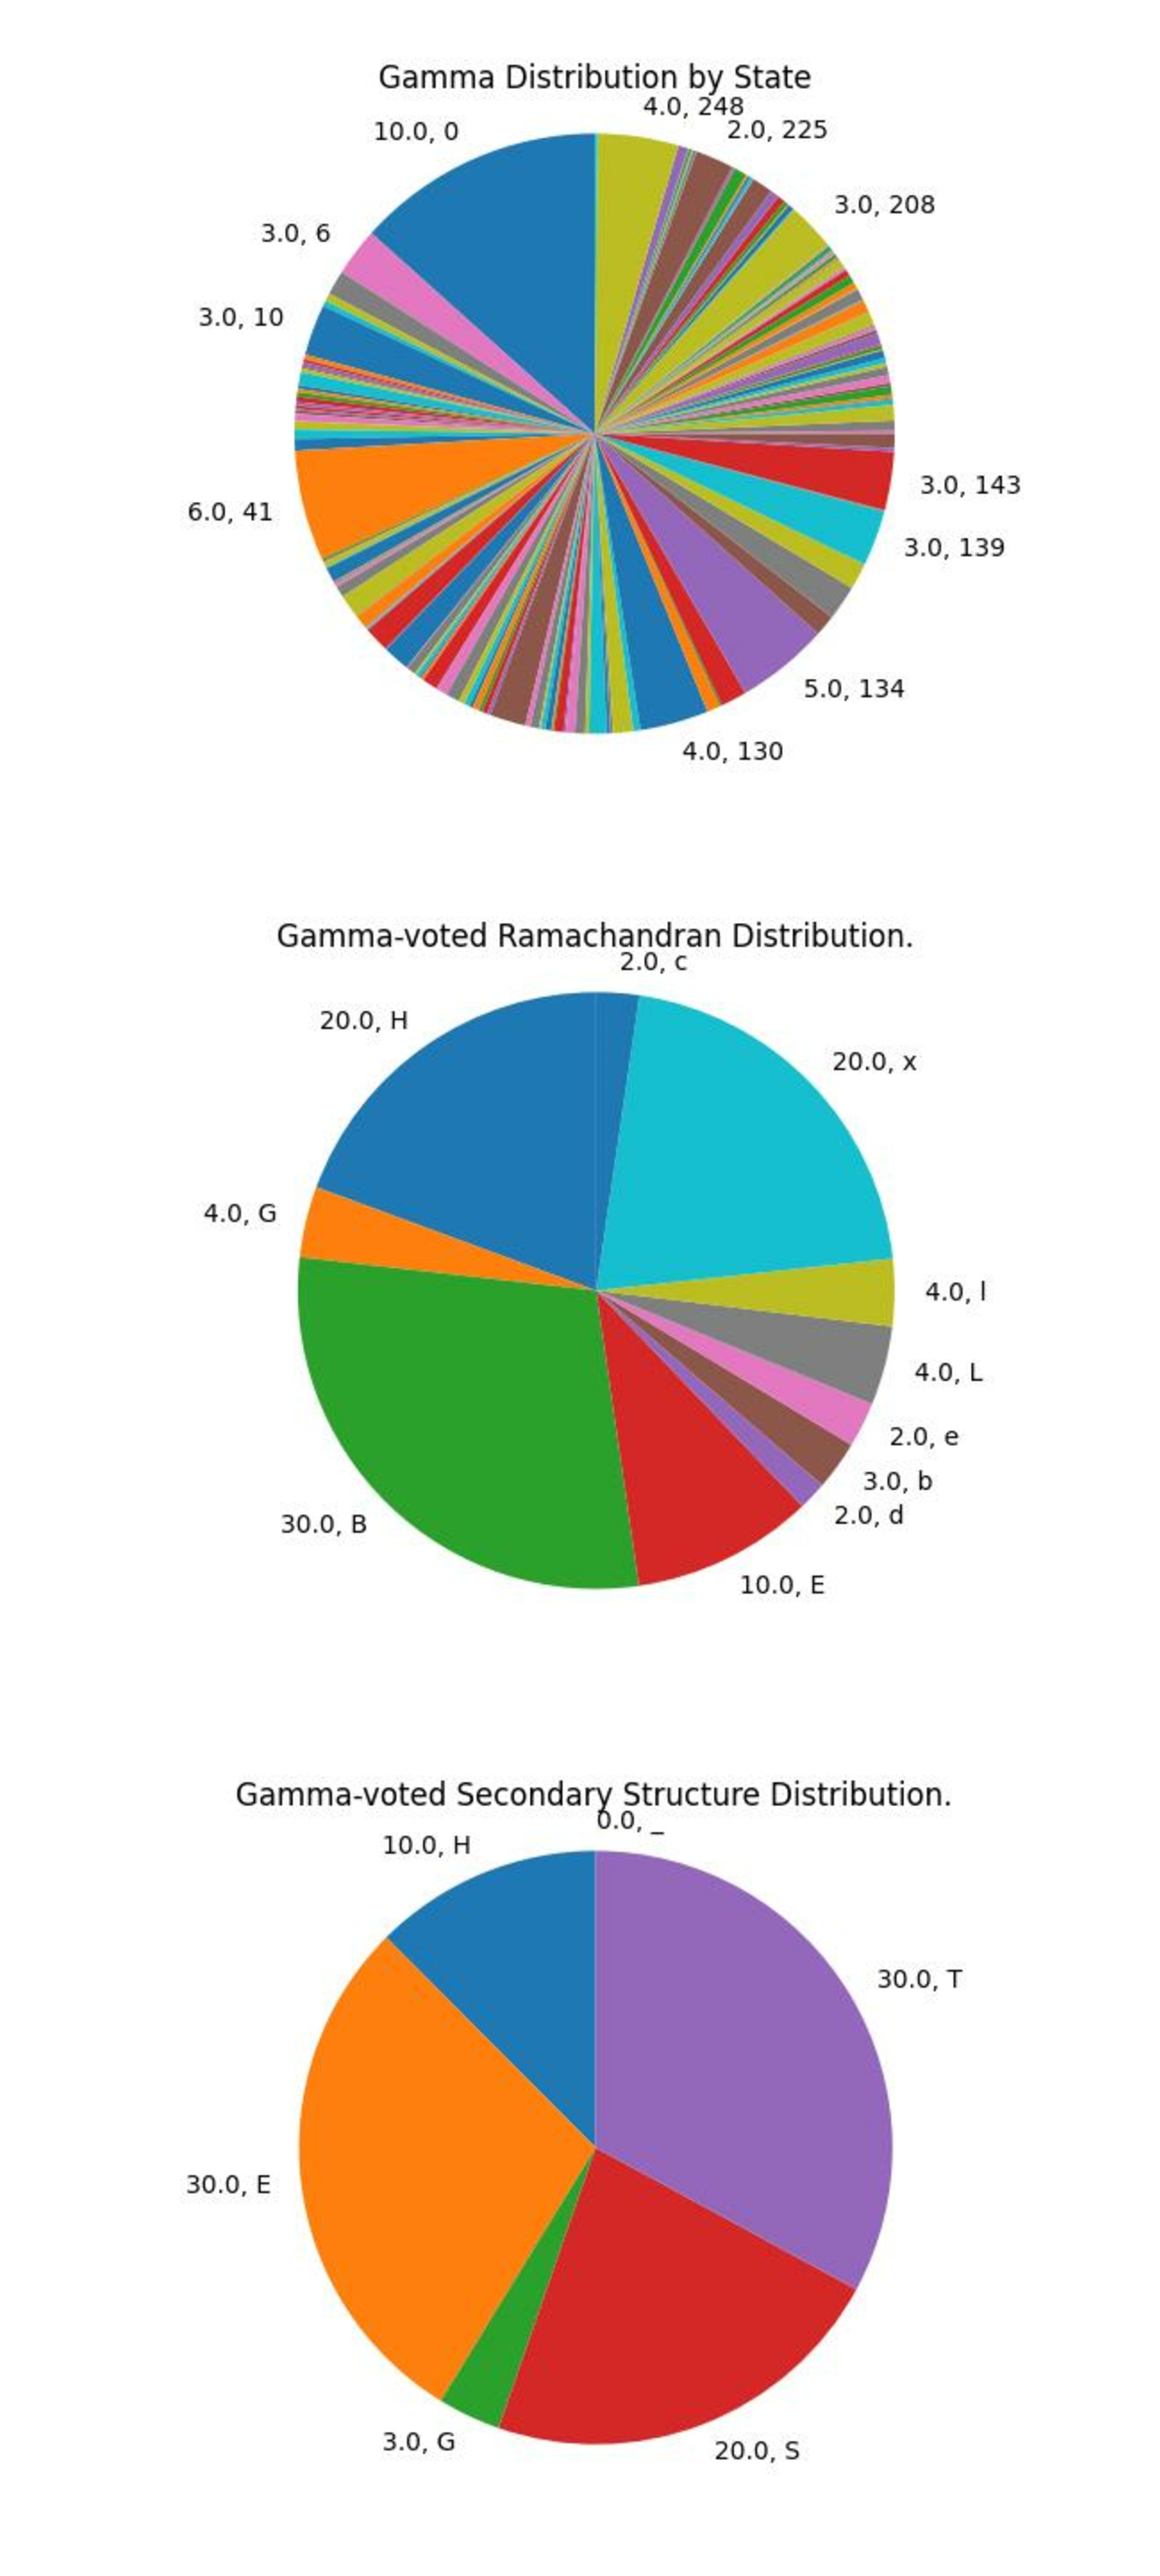 Gamma Distribution by State
4.0, 248
10.0, 0
2.0, 225
3.0, 208
3.0, 6
3.0, 10
3.0, 143
6.0, 41
3.0, 139
5.0, 134
4.0, 130
Gamma-voted Ramachandran Distribution.
2.0, c
20.0, H
20.0, x
4.0, G
4.0, l
4.0, L
2.0, e
3.0, b
2.0, d
30.0, B
10.0, E
Gamma-voted Secondary Structure Distribution.
0.0, _
10.0, H
30.0, T
30.0, E
3.0, G
20.0, S